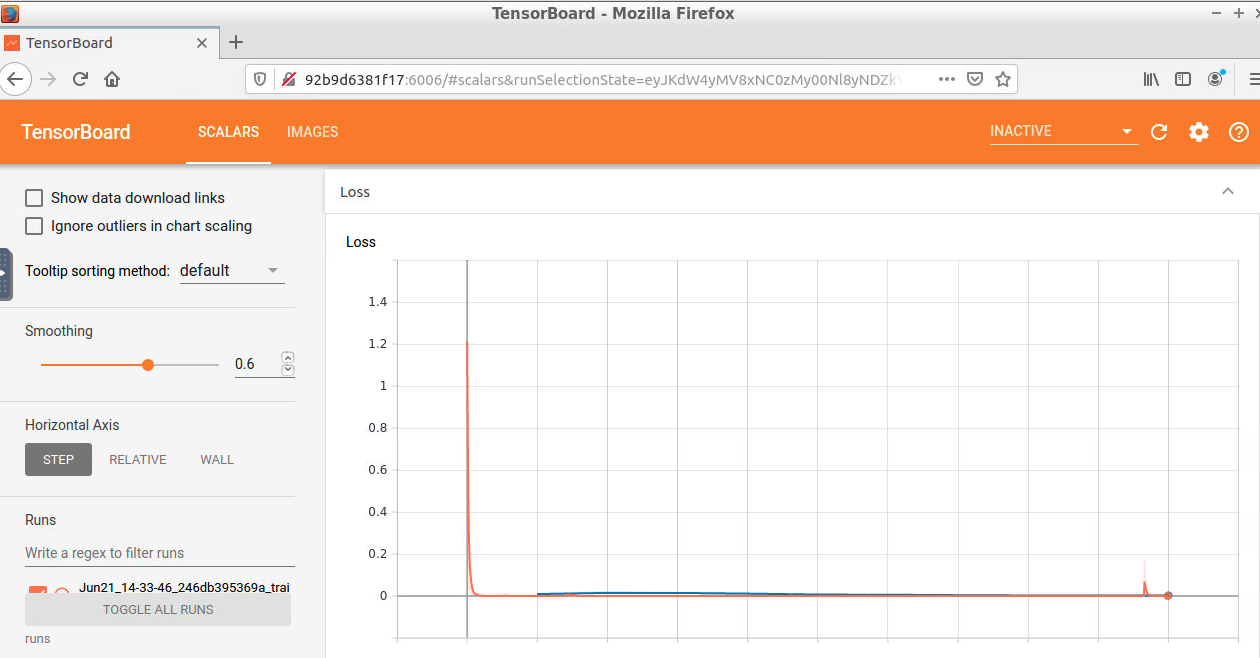 TensorBoard - Mozilla Firefox
TensorBoard
92b9d6381f17:6006/#scalars&runSelectionState=eyJKdW4yMV8xNC0zMy00Nl8yNDZk
TensorBoard SCALARS IMAGES INACTIVE
Show data download links
Ignore outliers in chart scaling
Tooltip sorting method: default
Smoothing
0.6
Horizontal Axis
STEP RELATIVE WALL
Runs
Write a regex to filter runs
Jun21_14-33-46_246db395369a_trai
TOGGLE ALL RUNS
runs
Loss
Loss
1.4
1.2
1
0.8
0.6
0.4
0.2
0